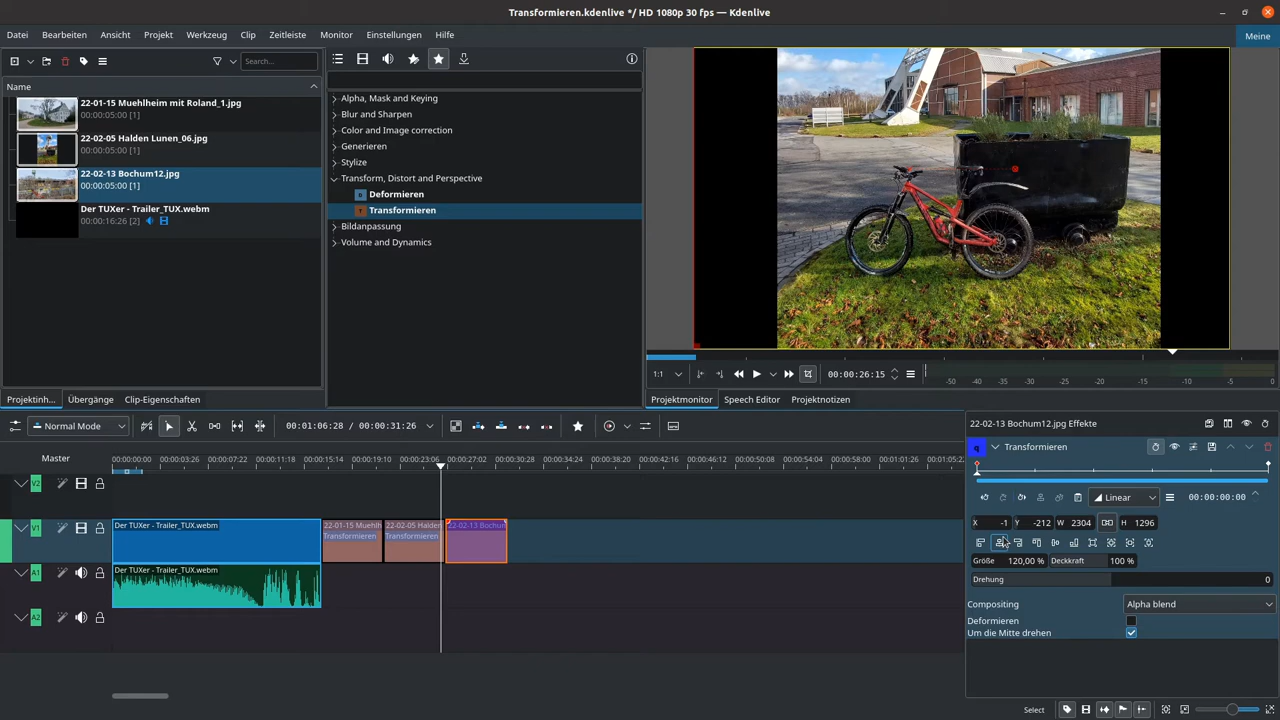 Transformieren.kdenlive */ HD 1080p 30 fps — Kdenlive
Datei Bearbeiten Ansicht Projekt Werkzeug Clip Zeitleiste Monitor Einstellungen Hilfe
Meine
Search...
Name
22-01-15 Muehlheim mit Roland_1.jpg
00:00:05:00 [1]
22-02-05 Halden Lunen_06.jpg
00:00:05:00 [1]
22-02-13 Bochum12.jpg
00:00:05:00 [1]
Der TUXer - Trailer_TUX.webm
00:00:16:26 [2]
Alpha, Mask and Keying
Blur and Sharpen
Color and Image correction
Generieren
Stylize
Transform, Distort and Perspective
Deformieren
Transformieren
Bildanpassung
Volume and Dynamics
1:1
00:00:26:15
-50 -45 -40 -35 -30 -25 -20 -15 -10 -5 0
Projektinh... Übergänge Clip-Eigenschaften
Projektmonitor Speech Editor Projektnotizen
Normal Mode
00:01:06:28 / 00:00:31:26
Master
00:00:00:00 00:00:03:26 00:00:07:22 00:00:11:18 00:00:15:14 00:00:19:10 00:00:23:06 00:00:27:02 00:00:30:28 00:00:34:24 00:00:38:20 00:00:42:16 00:00:46:12 00:00:50:08 00:00:54:04 00:00:58:00 00:01:01:26 00:01:05:22
V2
V1
Der TUXer - Trailer_TUX.webm
22-01-15 Muehlh
Transformieren
22-02-05 Halden
Transformieren
22-02-13 Bochum
Transformieren
A1
Der TUXer - Trailer_TUX.webm
A2
22-02-13 Bochum12.jpg Effekte
Transformieren
Linear
00:00:00:00
X -1 Y -212 W 2304 H 1296
Größe 120,00 % Deckkraft 100 %
Drehung 0
Compositing Alpha blend
Deformieren
Um die Mitte drehen
Select